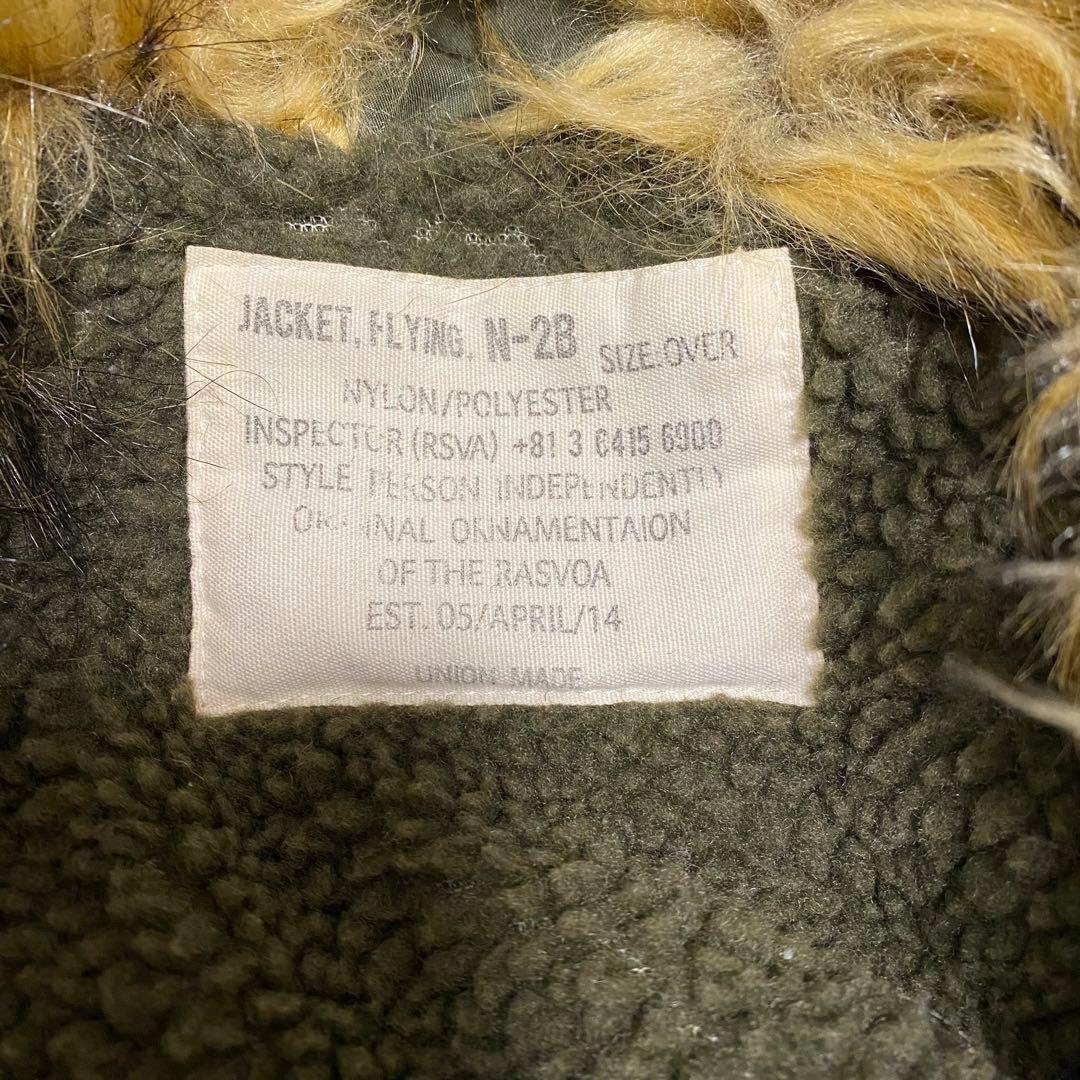 JACKET, FLYING. N-2B SIZE:OVER
NYLON/POLYESTER
INSPECTOR (RSVA) +81 3 6415 6900
STYLE PERSON INDEPENDENTLY
ORIGINAL ORNAMENTAION
OF THE RASVOA
EST. 05/APRIL/14
UNION MADE